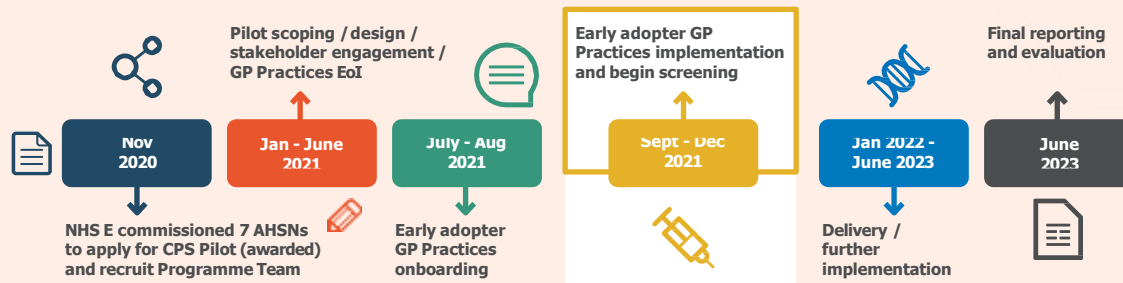 Pilot scoping / design /
stakeholder engagement /
GP Practices EoI
Early adopter GP
Practices implementation
and begin screening
Final reporting
and evaluation
Nov
2020
Jan - June
2021
July - Aug
2021
Sept - Dec
2021
Jan 2022 -
June 2023
June
2023
NHS E commissioned 7 AHSNs
to apply for CPS Pilot (awarded)
and recruit Programme Team
Early adopter
GP Practices
onboarding
Delivery /
further
implementation